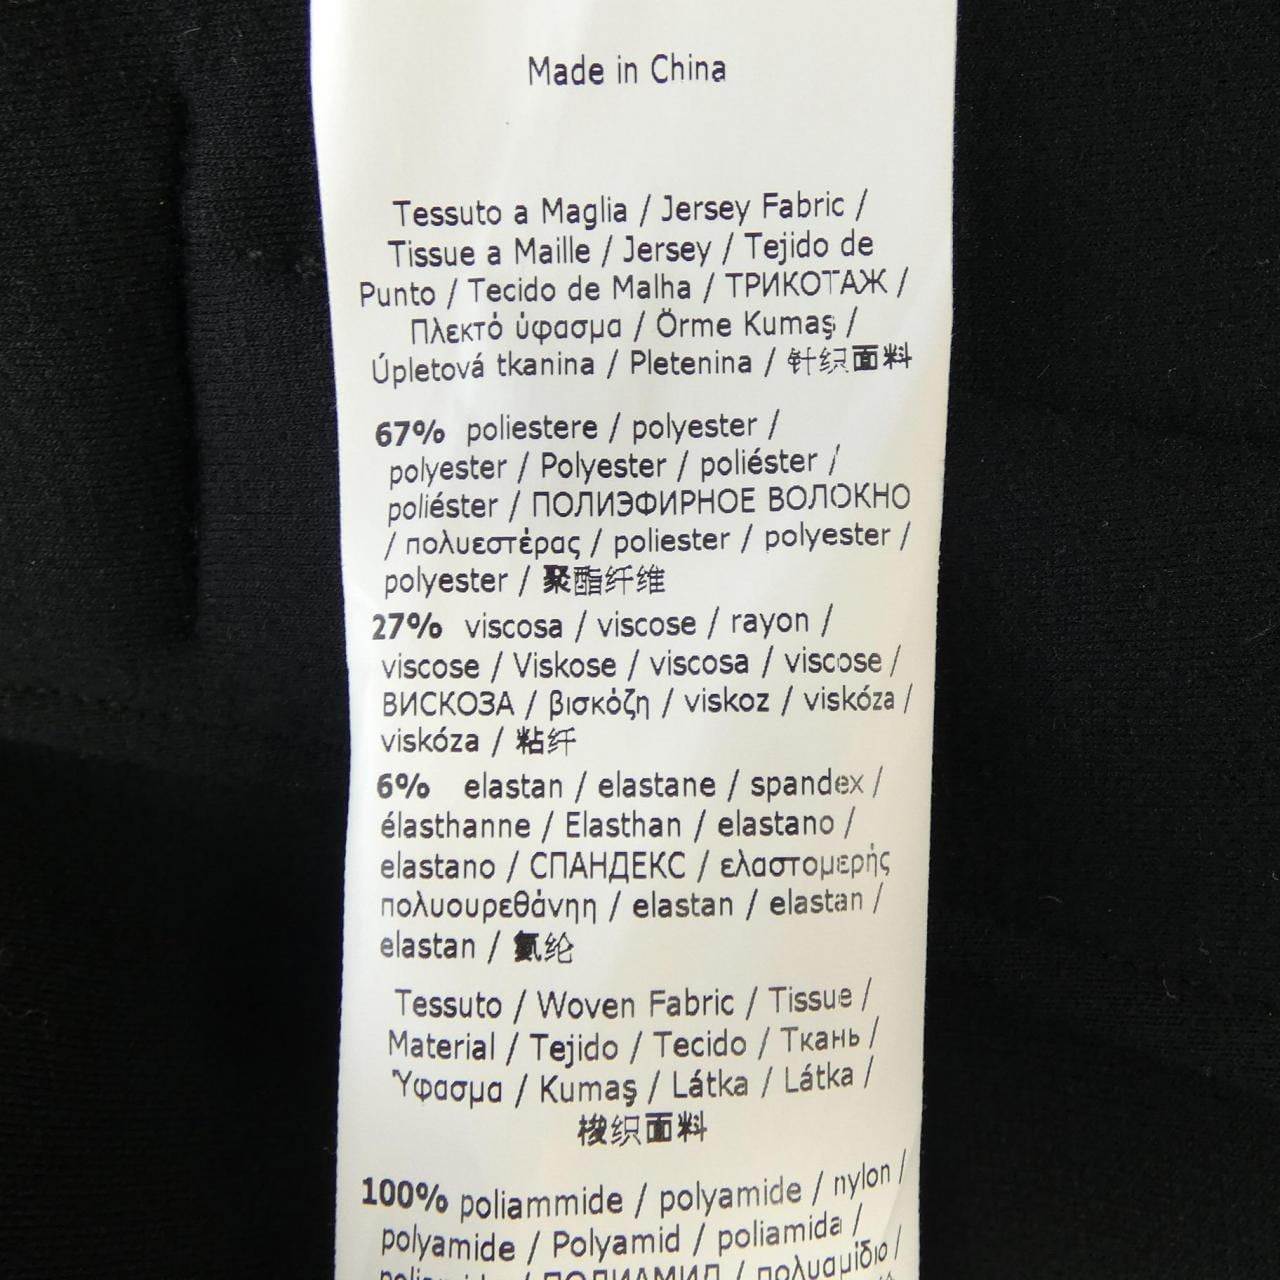 Made in China
Tessuto a Maglia / Jersey Fabric /
Tissue a Maille / Jersey / Tejido de
Punto / Tecido de Malha / ТРИКОТАЖ /
Πλεκτό ύφασμα / Örme Kumaş /
Úpletová tkanina / Pletenina / 针织面料
67% poliestere / polyester /
polyester / Polyester / poliéster /
poliéster / ПОЛИЭФИРНОЕ ВОЛОКНО
/ πολυεστέρας / poliester / polyester /
polyester / 聚酯纤维
27% viscosa / viscose / rayon /
viscose / Viskose / viscosa / viscose /
ВИСКОЗА / βισκόζη / viskoz / viskóza /
viskóza / 粘纤
6% elastan / elastane / spandex /
élasthanne / Elasthan / elastano /
elastano / СПАНДЕКС / ελαστομερής
πολυουρεθάνηη / elastan / elastan /
elastan / 氨纶
Tessuto / Woven Fabric / Tissue /
Material / Tejido / Tecido / Ткань /
Ύφασμα / Kumaş / Látka / Látka /
梭织面料
100% poliammide / polyamide / nylon /
polyamide / Polyamid / poliamida /
/ ПОЛИАМИД / πολυαμίδιο /